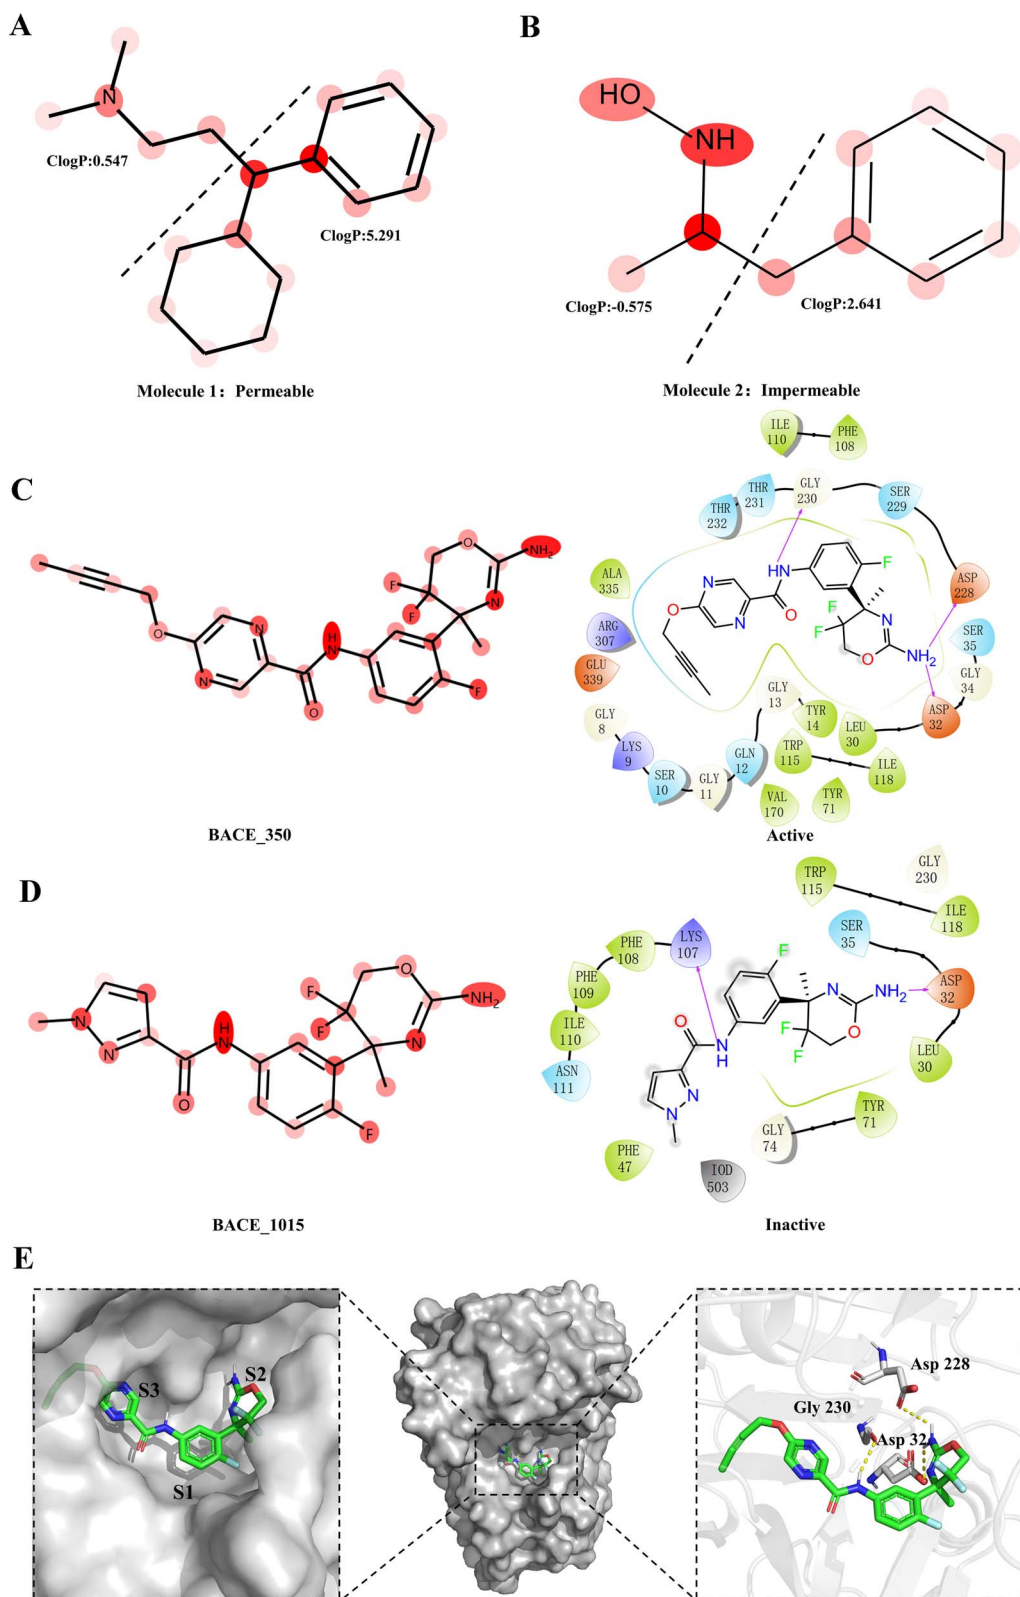 A
N
ClogP:0.547
ClogP:5.291
Molecule 1: Permeable
B
HO
NH
ClogP:-0.575
ClogP:2.641
Molecule 2: Impermeable
C
O
NH2
F
F
N
O
N
N
H
N
O
F
BACE_350
ILE
110
PHE
108
THR
231
GLY
230
SER
229
THR
232
ALA
335
ASP
228
ARG
307
SER
35
GLU
339
GLY
34
GLY
13
TYR
14
LEU
30
ASP
32
GLY
8
LYS
9
SER
10
GLY
11
GLN
12
TRP
115
ILE
118
VAL
170
TYR
71
N
N
O
HN
O
F
F
F
N
O
NH2
Active
D
O
NH2
F
F
N
N
N
H
N
O
F
BACE_1015
TRP
115
GLY
230
ILE
118
SER
35
LYS
107
PHE
108
PHE
109
ILE
110
ASN
111
ASP
32
LEU
30
TYR
71
GLY
74
PHE
47
IOD
503
F
N
NH2
O
F
F
O
N
H
N
N
Inactive
E
S3
S2
S1
Asp 228
Gly 230
Asp 32